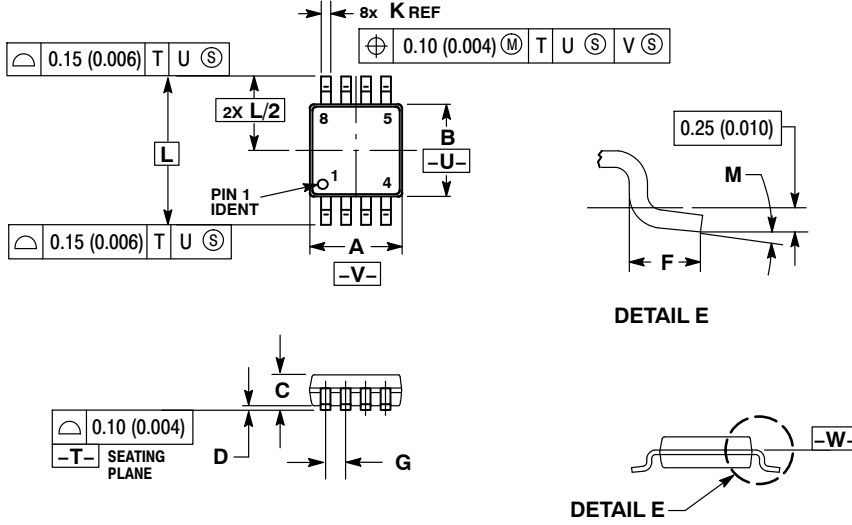 8x K REF
⌖ 0.10 (0.004) Ⓜ T U Ⓢ V Ⓢ
⌓ 0.15 (0.006) T U Ⓢ
2X L/2
8 5
B
–U–
L
PIN 1
IDENT
1 4
⌓ 0.15 (0.006) T U Ⓢ
A
–V–
0.25 (0.010)
M
F
DETAIL E
C
⌓ 0.10 (0.004)
–T– SEATING
PLANE
D
G
–W–
DETAIL E